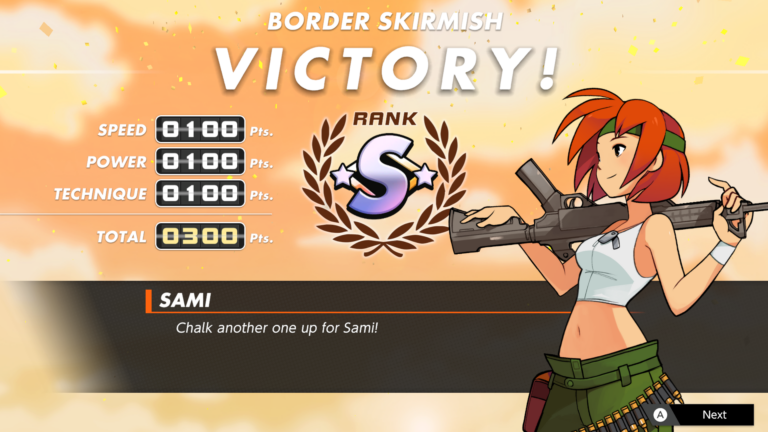 BORDER SKIRMISH
VICTORY!
SPEED 0100 Pts.
POWER 0100 Pts.
TECHNIQUE 0100 Pts.
TOTAL 0300 Pts.
RANK
S
SAMI
Chalk another one up for Sami!
A Next